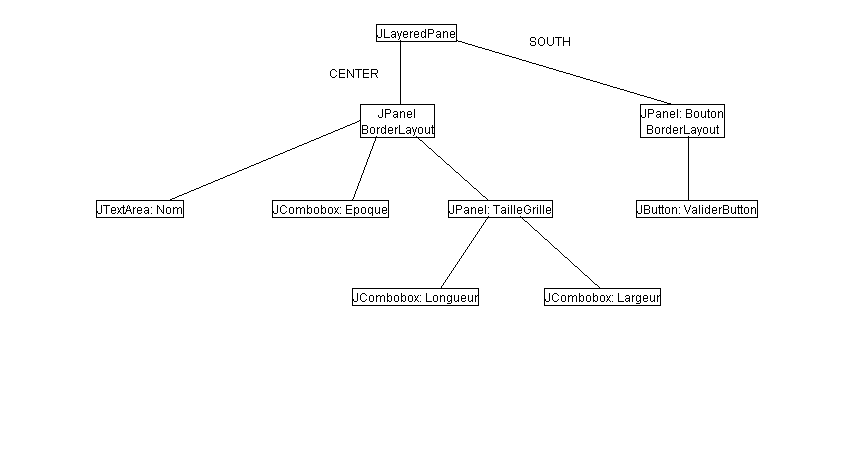 JLayeredPane
SOUTH
CENTER
JPanel
BorderLayout
JPanel: Bouton
BorderLayout
JTextArea: Nom
JCombobox: Epoque
JPanel: TailleGrille
JButton: ValiderButton
JCombobox: Longueur
JCombobox: Largeur